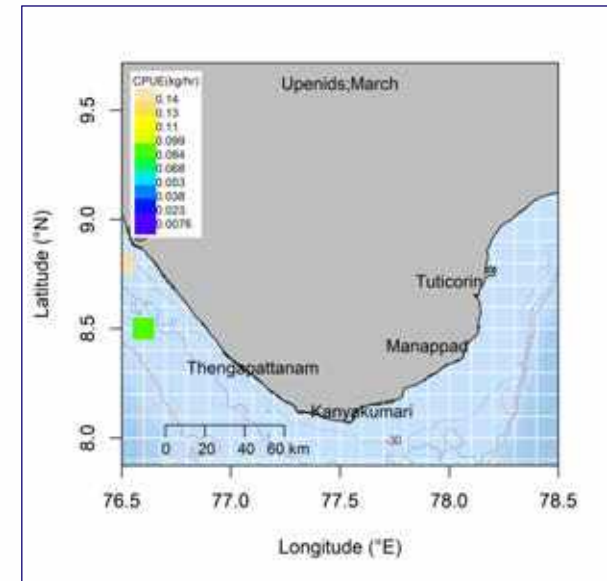 Upenids;March
CPUE(kg/hr)
0.14
0.13
0.11
0.099
0.084
0.068
0.053
0.038
0.023
0.0076
9.5
9.0
8.5
8.0
Latitude (°N)
Tuticorin
Manappad
Thengapattanam
Kanyakumari
-30
0 20 40 60 km
76.5 77.0 77.5 78.0 78.5
Longitude (°E)